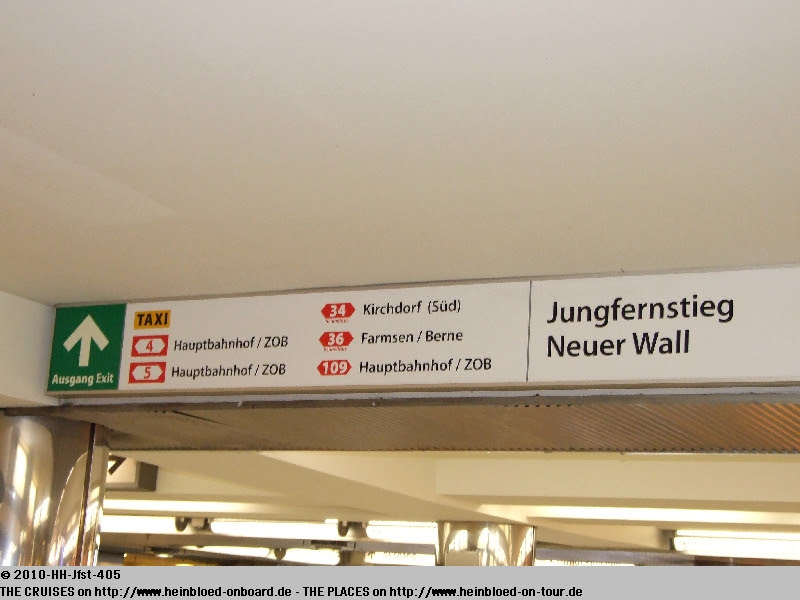 Ausgang Exit
TAXI
4 Hauptbahnhof / ZOB
5 Hauptbahnhof / ZOB
34 Kirchdorf (Süd)
Schnellbus
36 Farmsen / Berne
Schnellbus
109 Hauptbahnhof / ZOB
Jungfernstieg
Neuer Wall
© 2010-HH-Jfst-405
THE CRUISES on http://www.heinbloed-onboard.de - THE PLACES on http://www.heinbloed-on-tour.de